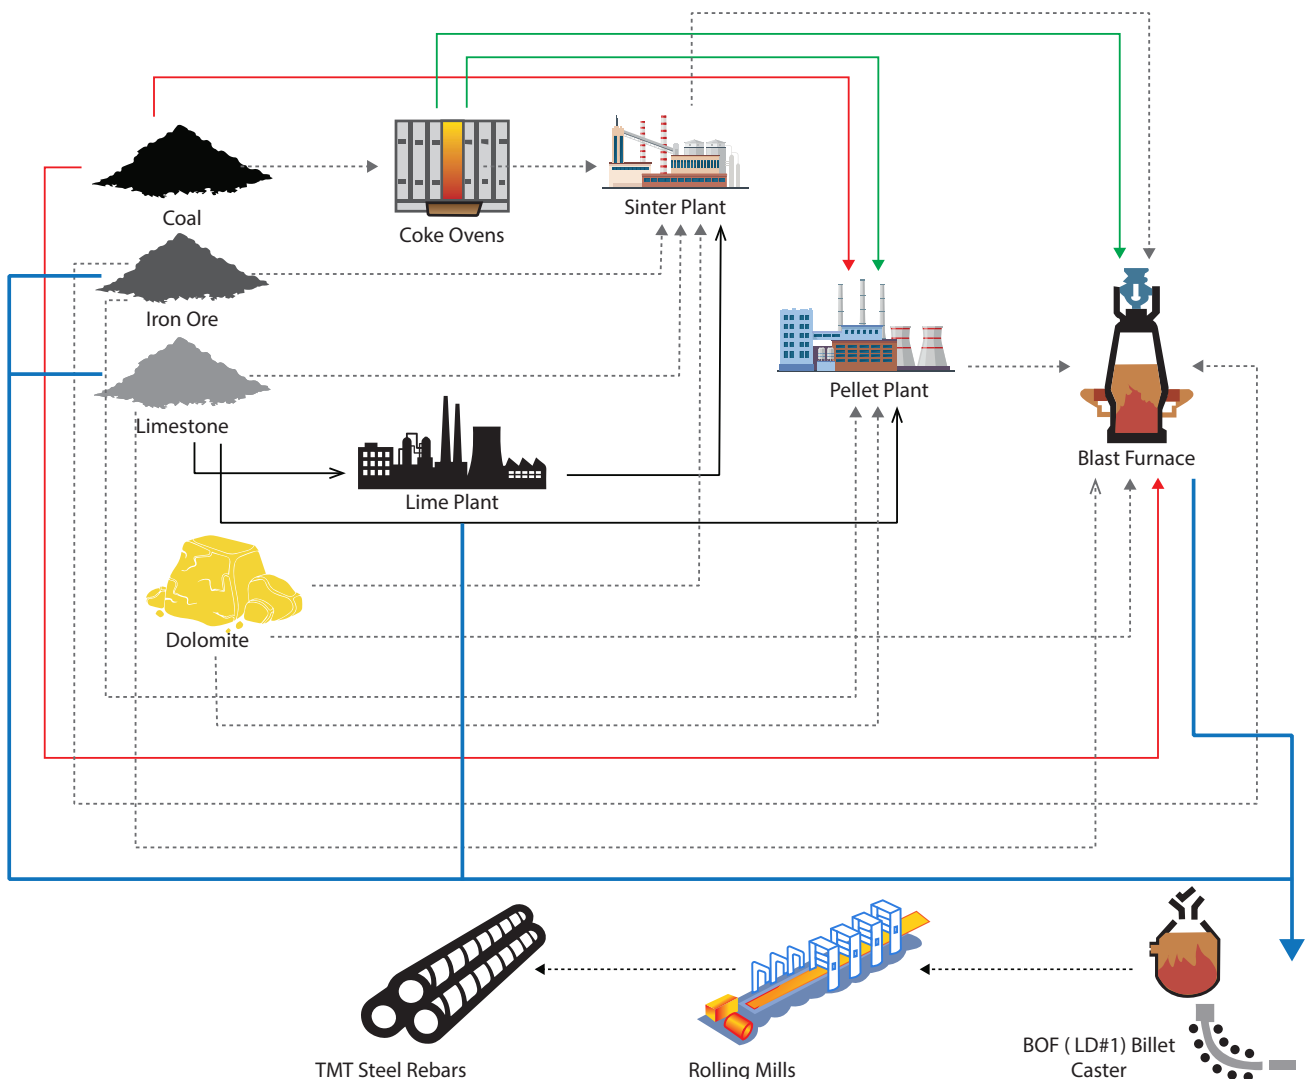 Coal
Coke Ovens
Sinter Plant
Iron Ore
Limestone
Pellet Plant
Blast Furnace
Lime Plant
Dolomite
TMT Steel Rebars
Rolling Mills
BOF ( LD#1) Billet
Caster